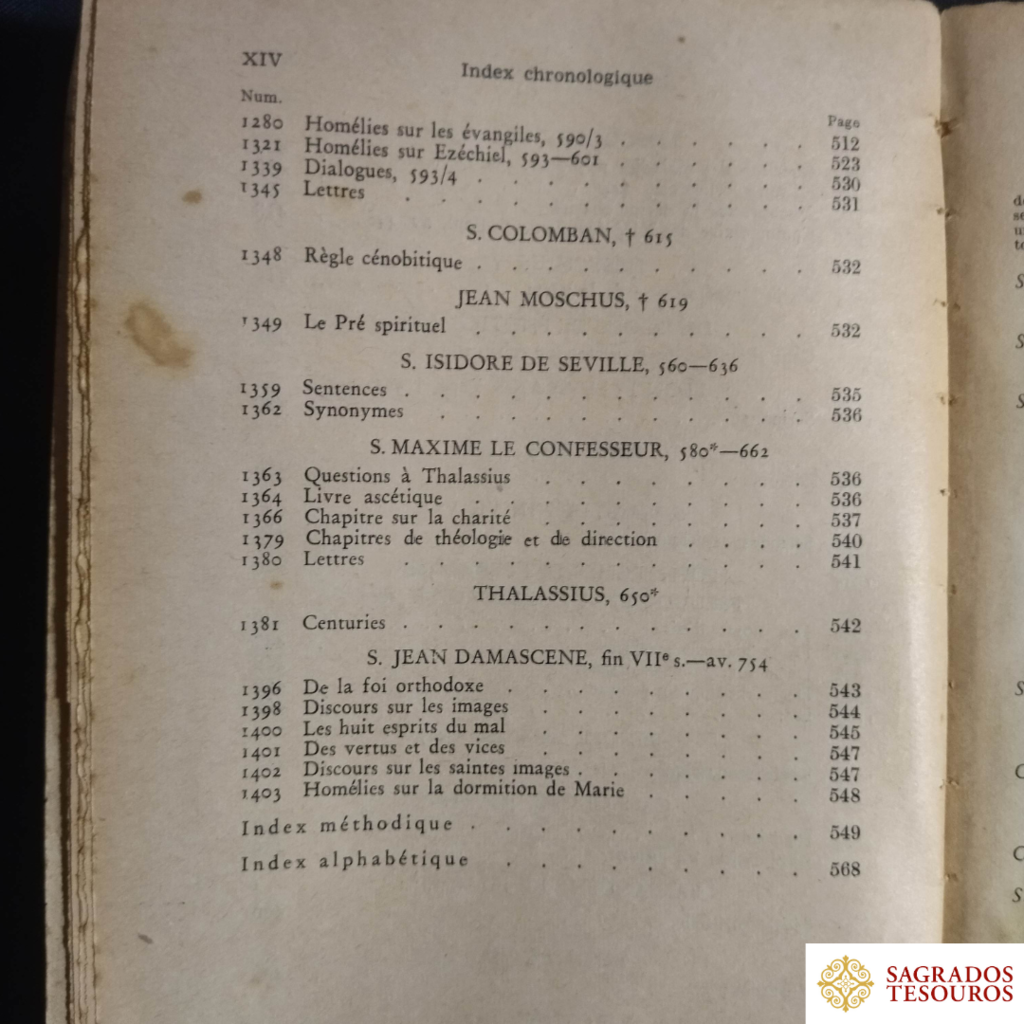 XIV
Index chronologique
Num.
Page
1280 Homélies sur les évangiles, 590/3 . . . . . . 512
1321 Homélies sur Ezéchiel, 593—601 . . . . . . 523
1339 Dialogues, 593/4 . . . . . . . . . . 530
1345 Lettres . . . . . . . . . . . . 531
S. COLOMBAN, † 615
1348 Règle cénobitique . . . . . . . . . . 532
JEAN MOSCHUS, † 619
1349 Le Pré spirituel . . . . . . . . . . 532
S. ISIDORE DE SEVILLE, 560—636
1359 Sentences . . . . . . . . . . . . 535
1362 Synonymes . . . . . . . . . . . 536
S. MAXIME LE CONFESSEUR, 580*—662
1363 Questions à Thalassius . . . . . . . . 536
1364 Livre ascétique . . . . . . . . . . 536
1366 Chapitre sur la charité . . . . . . . . 537
1379 Chapitres de théologie et de direction . . . . 540
1380 Lettres . . . . . . . . . . . . 541
THALASSIUS, 650*
1381 Centuries . . . . . . . . . . . . 542
S. JEAN DAMASCENE, fin VIIe s.—av. 754
1396 De la foi orthodoxe . . . . . . . . . 543
1398 Discours sur les images . . . . . . . . 544
1400 Les huit esprits du mal . . . . . . . . 545
1401 Des vertus et des vices . . . . . . . . 547
1402 Discours sur les saintes images . . . . . . . 547
1403 Homélies sur la dormition de Marie . . . . . 548
Index méthodique . . . . . . . . . . 549
Index alphabétique . . . . . . . . . 568
SAGRADOS
TESOUROS